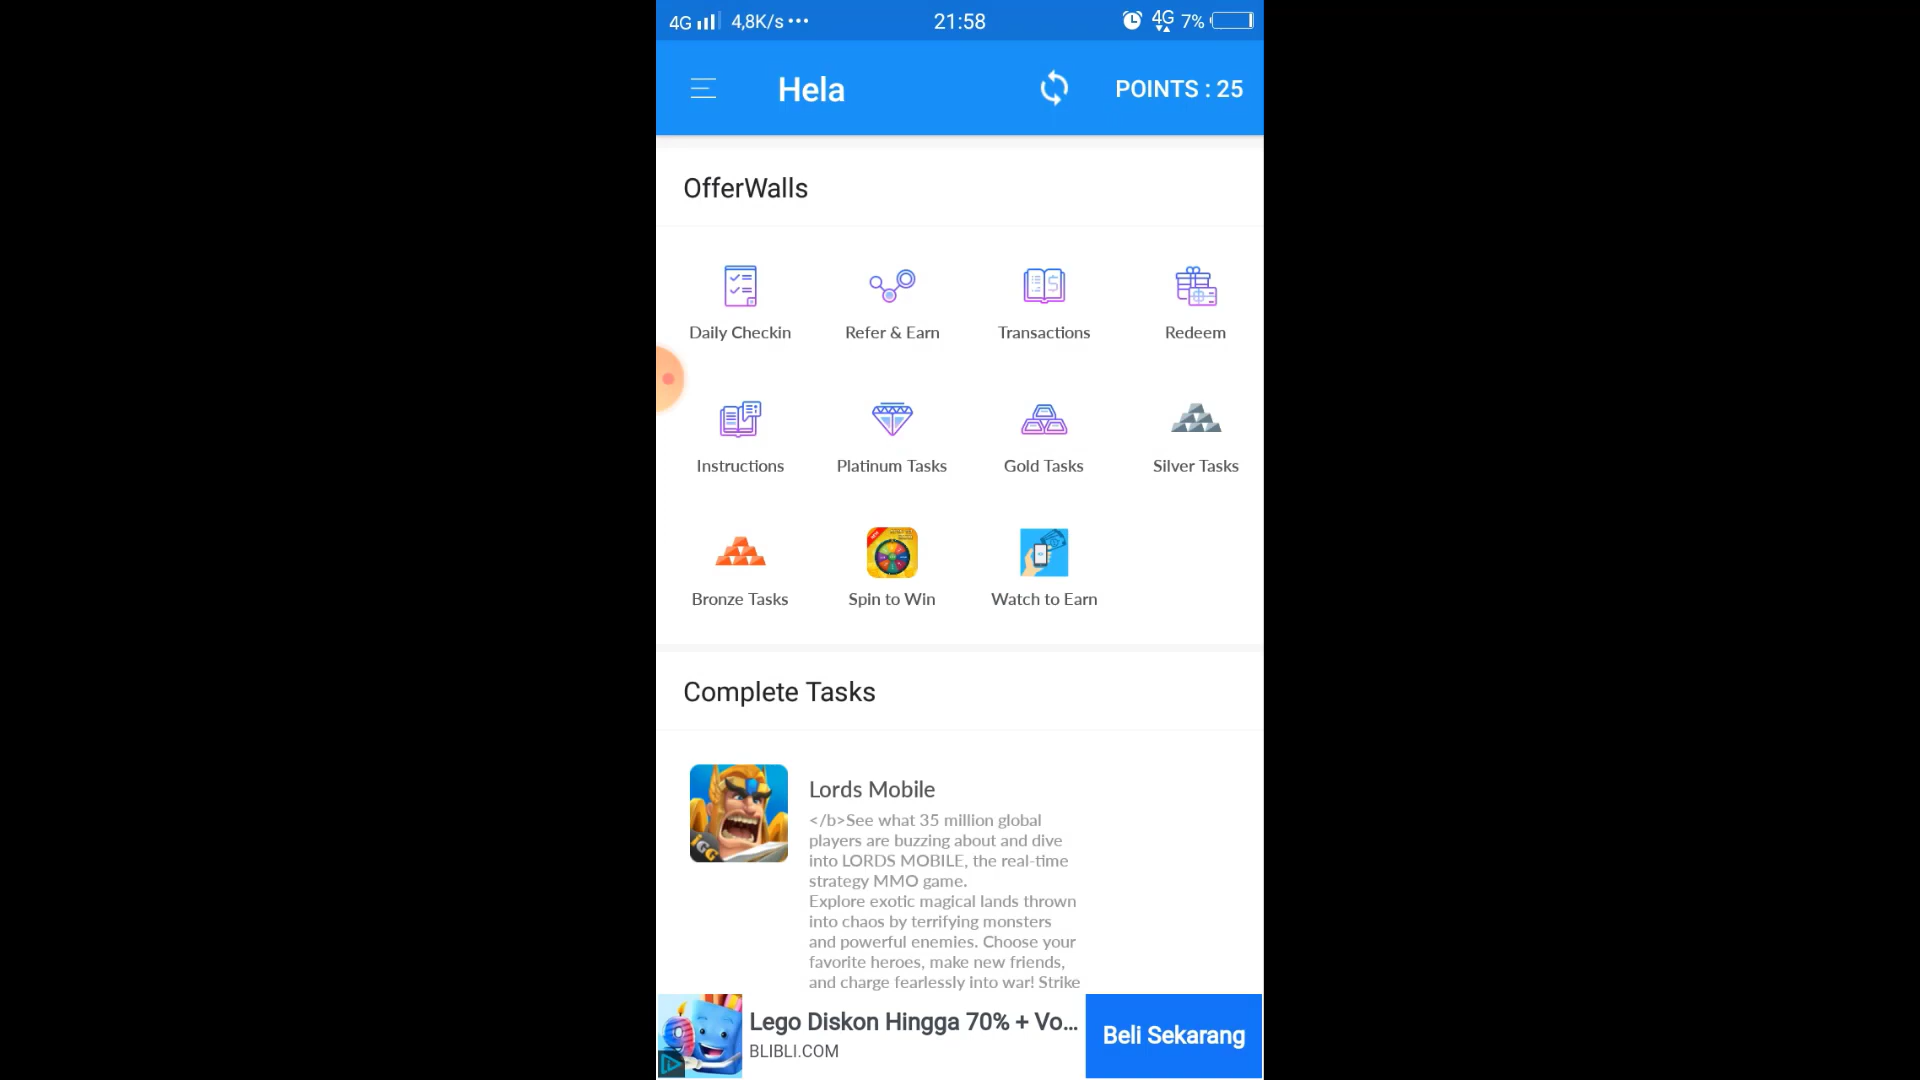 4G 4,8K/s ••• 21:58 4G 7%
Hela POINTS : 25
OfferWalls
Daily Checkin Refer & Earn Transactions Redeem
Instructions Platinum Tasks Gold Tasks Silver Tasks
Bronze Tasks Spin to Win Watch to Earn
Complete Tasks
Lords Mobile
</b>See what 35 million global
players are buzzing about and dive
into LORDS MOBILE, the real-time
strategy MMO game.
Explore exotic magical lands thrown
into chaos by terrifying monsters
and powerful enemies. Choose your
favorite heroes, make new friends,
and charge fearlessly into war! Strike
IGG
Lego Diskon Hingga 70% + Vo...
BLIBLI.COM
Beli Sekarang